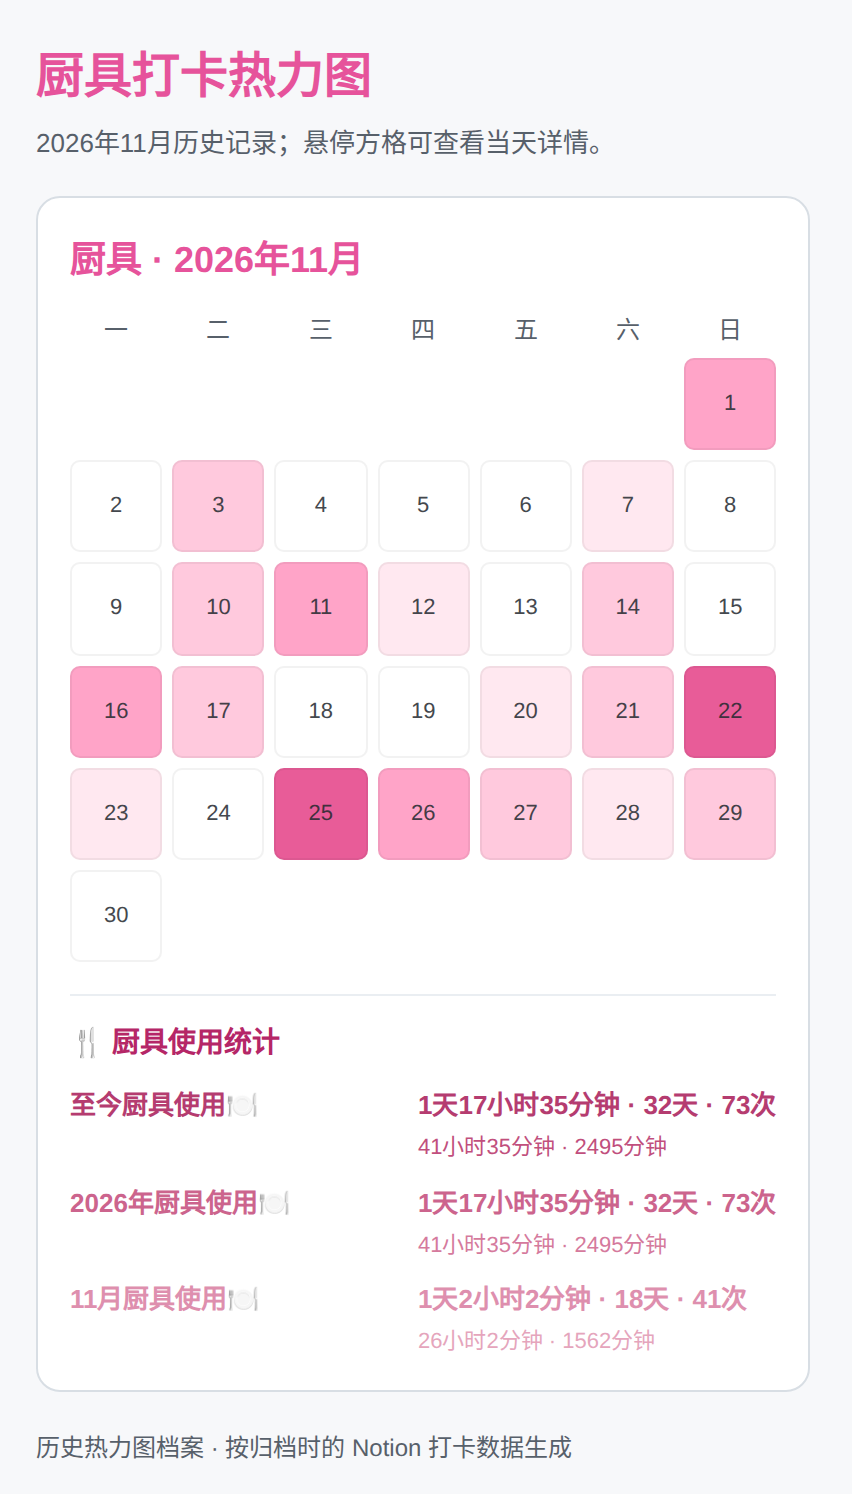 厨具打卡热力图
2026年11月历史记录；悬停方格可查看当天详情。
厨具 · 2026年11月
一 二 三 四 五 六 日
1
2 3 4 5 6 7 8
9 10 11 12 13 14 15
16 17 18 19 20 21 22
23 24 25 26 27 28 29
30
🍴 厨具使用统计
至今厨具使用🍽️ 1天17小时35分钟 · 32天 · 73次
41小时35分钟 · 2495分钟
2026年厨具使用🍽️ 1天17小时35分钟 · 32天 · 73次
41小时35分钟 · 2495分钟
11月厨具使用🍽️ 1天2小时2分钟 · 18天 · 41次
26小时2分钟 · 1562分钟
历史热力图档案 · 按归档时的 Notion 打卡数据生成